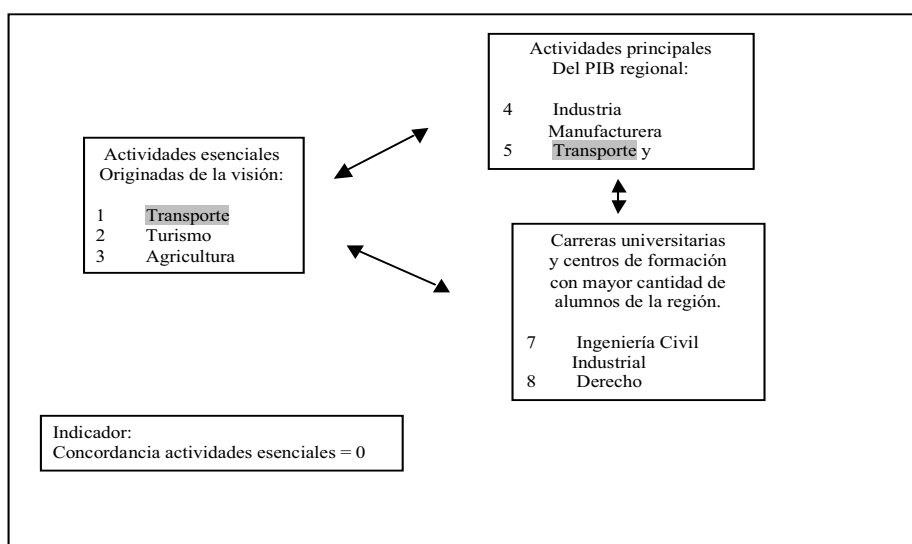 Actividades principales
Del PIB regional:
4 Industria
Manufacturera
5 Transporte y
Actividades esenciales
Originadas de la visión:
1 Transporte
2 Turismo
3 Agricultura
Carreras universitarias
y centros de formación
con mayor cantidad de
alumnos de la región.
7 Ingeniería Civil
Industrial
8 Derecho
Indicador:
Concordancia actividades esenciales = 0